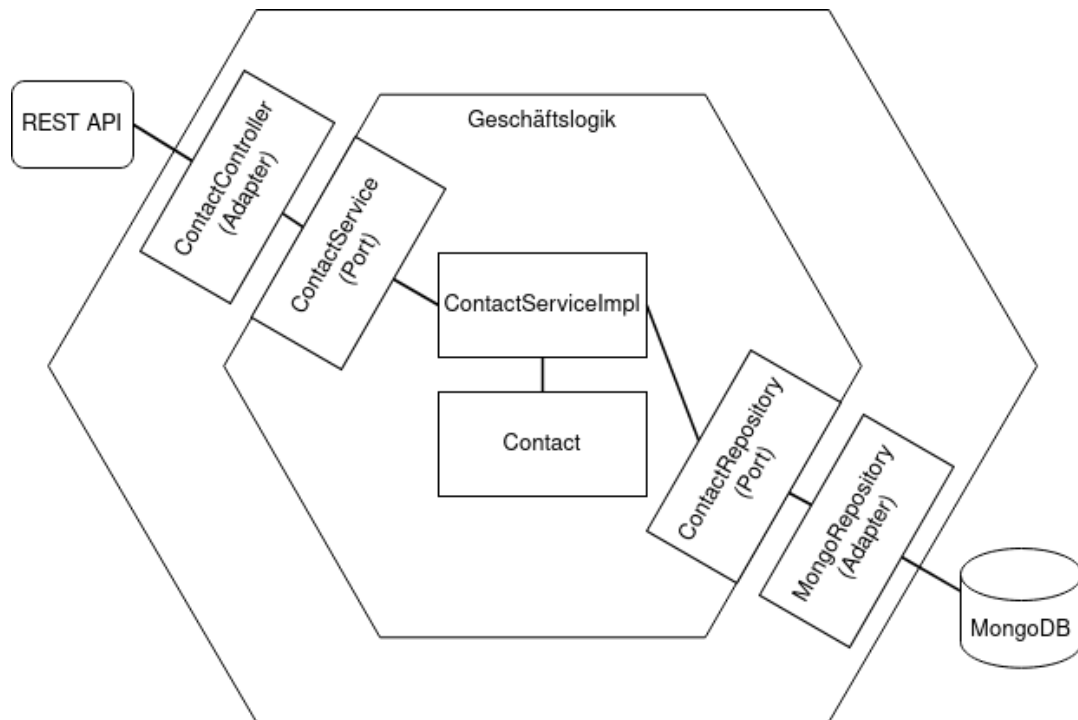 REST API
ContactController
(Adapter)
ContactService
(Port)
Geschäftslogik
ContactServiceImpl
Contact
ContactRepository
(Port)
MongoRepository
(Adapter)
MongoDB